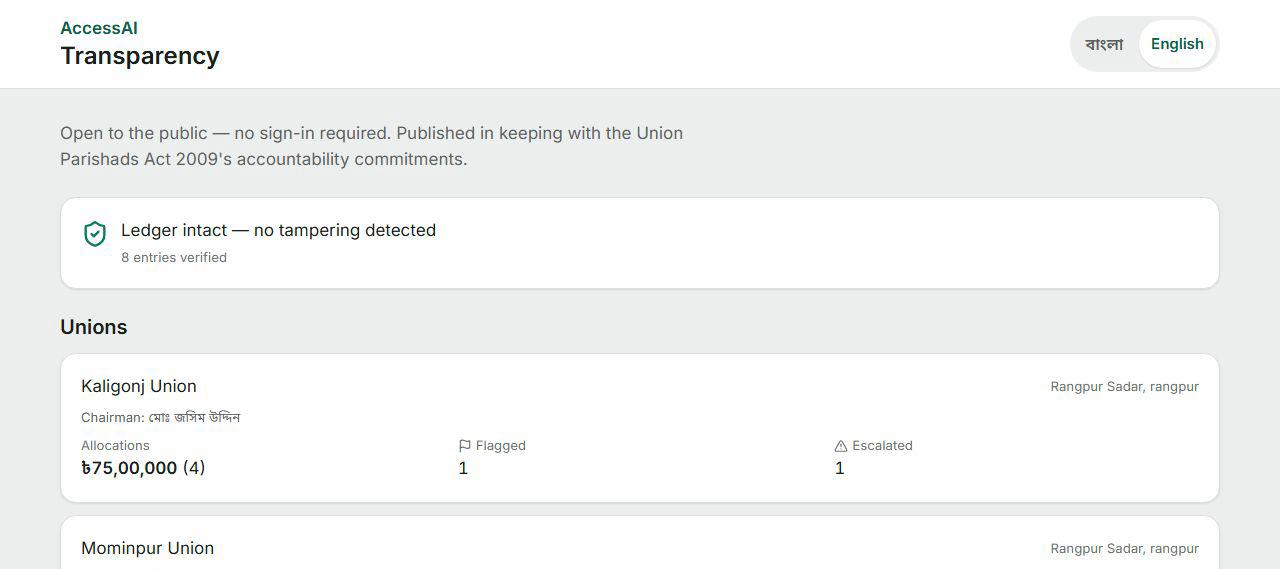 AccessAI
Transparency
বাংলা
English
Open to the public — no sign-in required. Published in keeping with the Union
Parishads Act 2009's accountability commitments.
Ledger intact — no tampering detected
8 entries verified
Unions
Kaligonj Union
Rangpur Sadar, rangpur
Chairman: মোঃ জসিম উদ্দিন
Allocations
Flagged
Escalated
৳75,00,000 (4)
1
1
Mominpur Union
Rangpur Sadar, rangpur